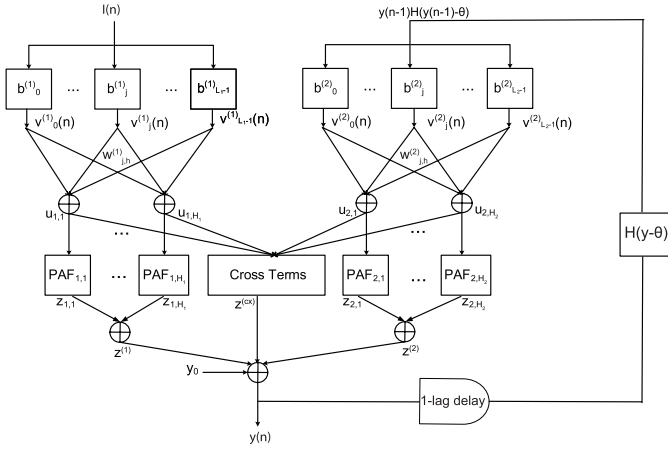 I(n)
y(n-1)H(y(n-1)-θ)
b⁽¹⁾₀ ... b⁽¹⁾ⱼ ... b⁽¹⁾L₁-1
b⁽²⁾₀ ... b⁽²⁾ⱼ ... b⁽²⁾L₂-1
v⁽¹⁾₀(n) v⁽¹⁾ⱼ(n) v⁽¹⁾L₁-1(n)
v⁽²⁾₀(n) v⁽²⁾ⱼ(n) v⁽²⁾L₂-1(n)
w⁽¹⁾j,h
w⁽²⁾j,h
u1,1 ... u1,H₁
u2,1 ... u2,H₂
H(y-θ)
PAF1,1 ... PAF1,H₁
Cross Terms
PAF2,1 ... PAF2,H₂
z1,1 z1,H₁
z⁽ᶜˣ⁾
z2,1 z2,H₂
z⁽¹⁾
z⁽²⁾
y₀
1-lag delay
y(n)